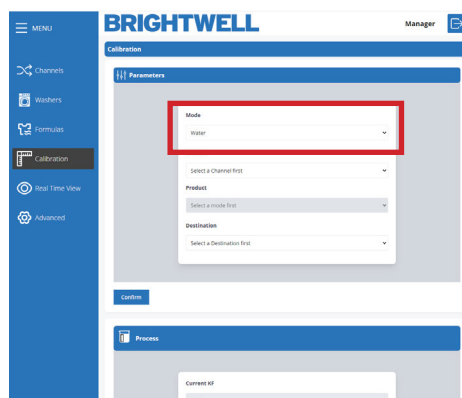 MENU
BRIGHTWELL
Manager
Calibration
Channels
Parameters
Washers
Mode
Formulas
Water
Calibration
Select a Channel first
Real Time View
Product
Select a mode first
Advanced
Destination
Select a Destination first
Confirm
Process
Current KF